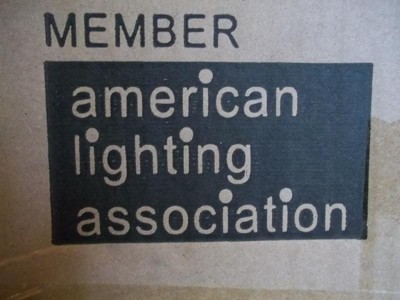 MEMBER
american
lighting
association